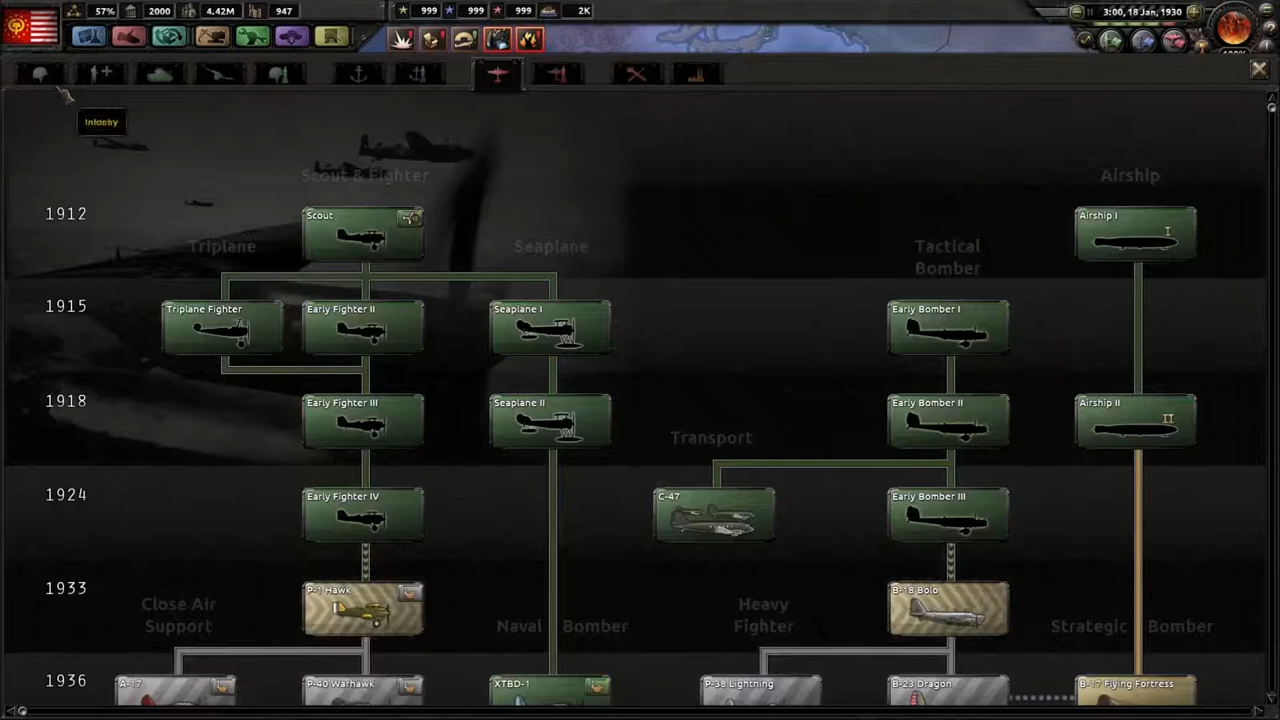 57% 2000 4.42M 947 999 999 999 2K 3:00, 18 Jan, 1930
100%
Infantry
Scout & Fighter Airship
1912 Scout Airship I
I
Triplane Seaplane Tactical
Bomber
1915 Triplane Fighter Early Fighter II Seaplane I Early Bomber I
1918 Early Fighter III Seaplane II Early Bomber II Airship II
II
Transport
1924 Early Fighter IV C-47 Early Bomber III
1933 P-1 Hawk B-18 Bolo
Close Air Heavy
Support Naval Bomber Fighter Strategic Bomber
1936 A-17 P-40 Warhawk XTBD-1 P-38 Lightning B-23 Dragon B-17 Flying Fortress